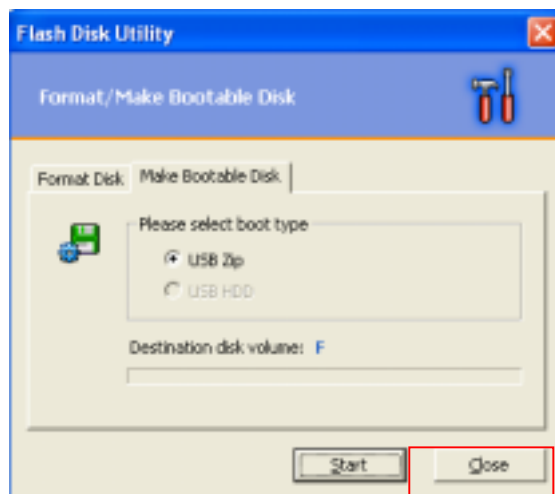 Flash Disk Utility
Format/Make Bootable Disk
Format Disk Make Bootable Disk
Please select boot type
USB Zip
USB HDD
Destination disk volume: F
Start Close